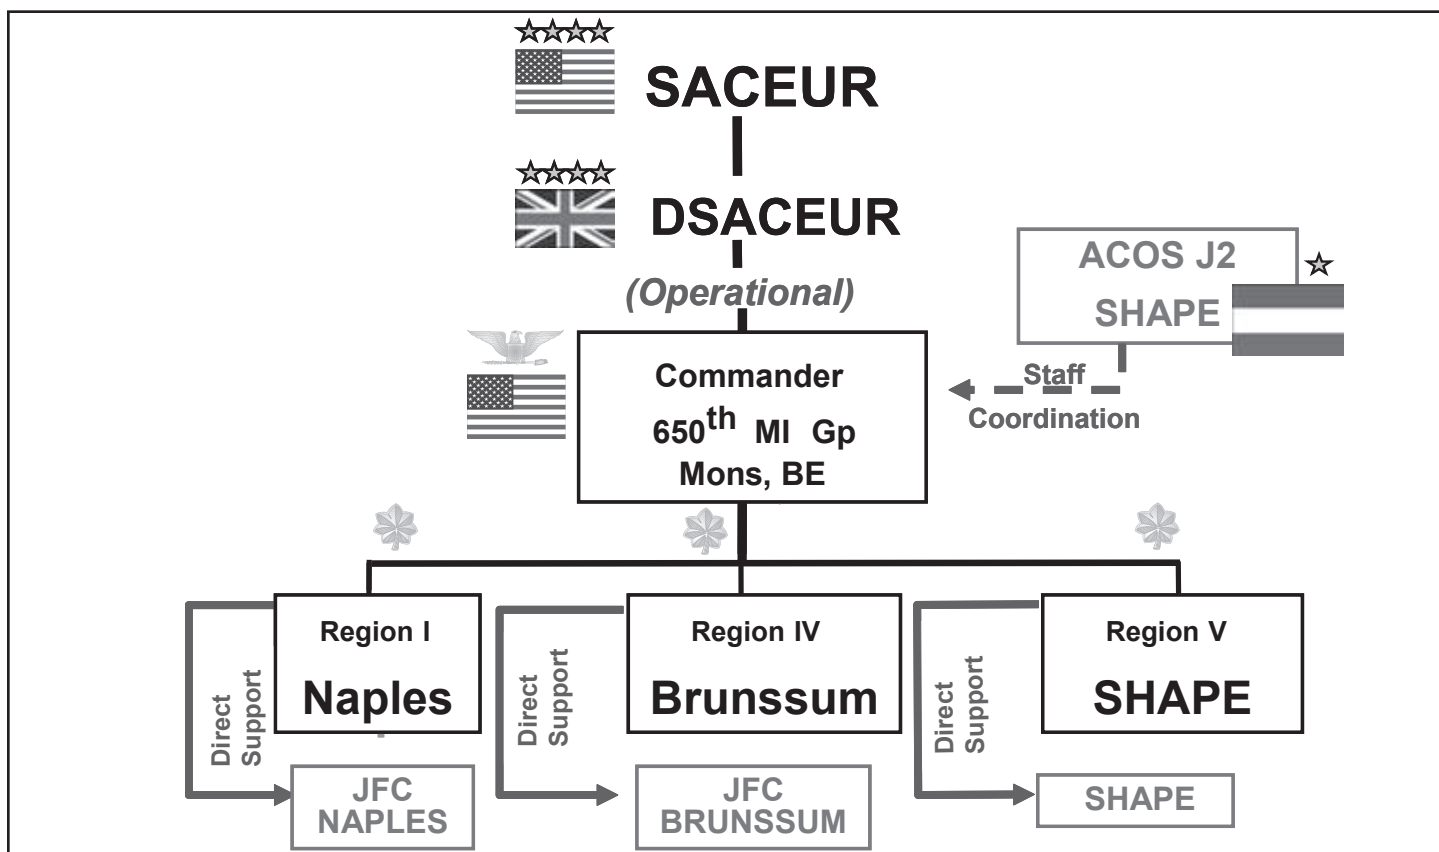 SACEUR
DSACEUR
(Operational)
ACOS J2
SHAPE
Commander
650th MI Gp
Mons, BE
Staff
Coordination
Region I
Naples
Region IV
Brunssum
Region V
SHAPE
Direct
Support
Direct
Support
Direct
Support
JFC
NAPLES
JFC
BRUNSSUM
SHAPE